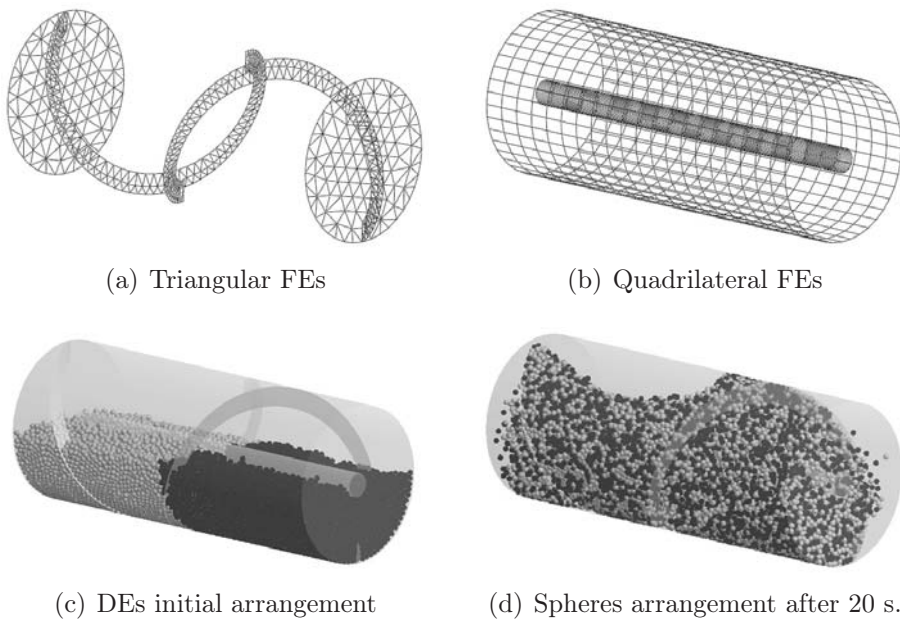 (a) Triangular FEs
(b) Quadrilateral FEs
(c) DEs initial arrangement
(d) Spheres arrangement after 20 s.